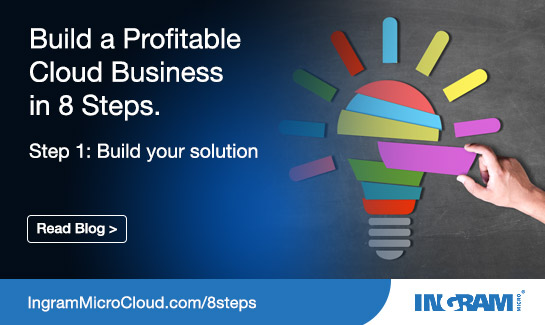 Build a Profitable
Cloud Business
in 8 Steps.
Step 1: Build your solution
Read Blog >
IngramMicroCloud.com/8steps
INGRAM MICRO®